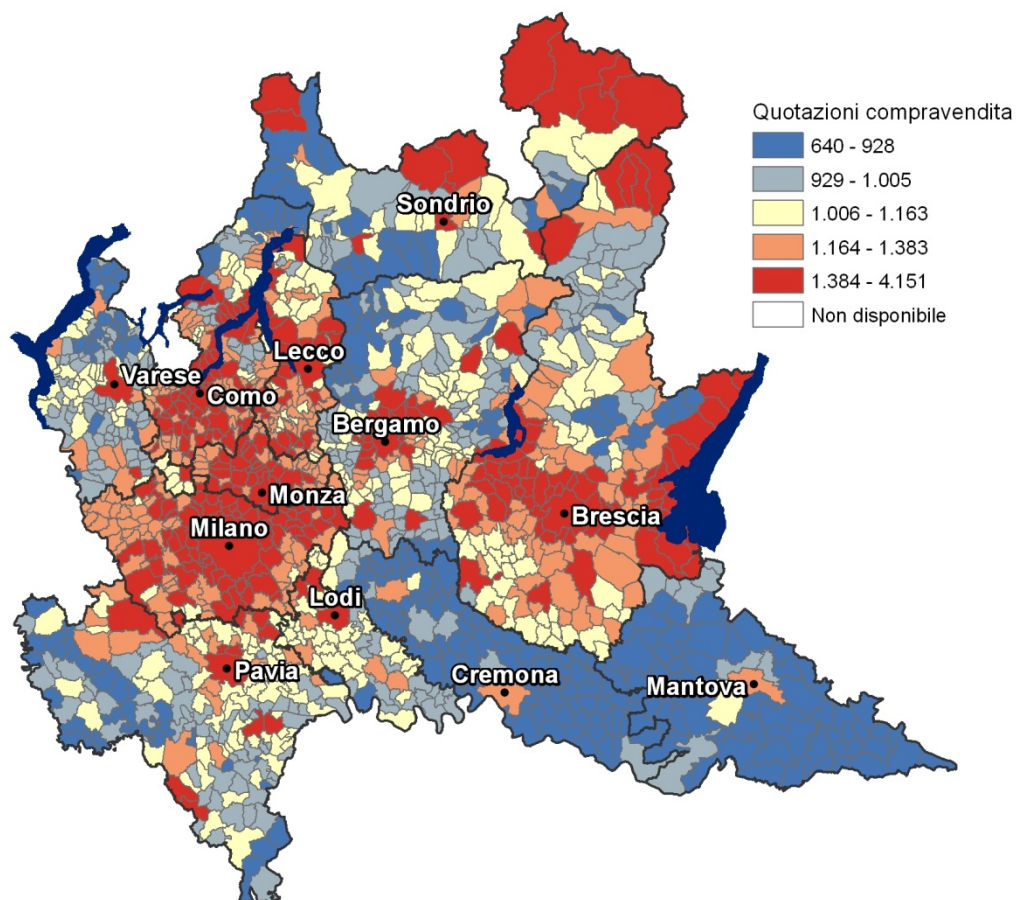 Quotazioni compravendita
640 - 928
929 - 1.005
1.006 - 1.163
1.164 - 1.383
1.384 - 4.151
Non disponibile
Sondrio
Lecco
Varese
Como
Bergamo
Monza
Brescia
Milano
Lodi
Pavia
Cremona
Mantova